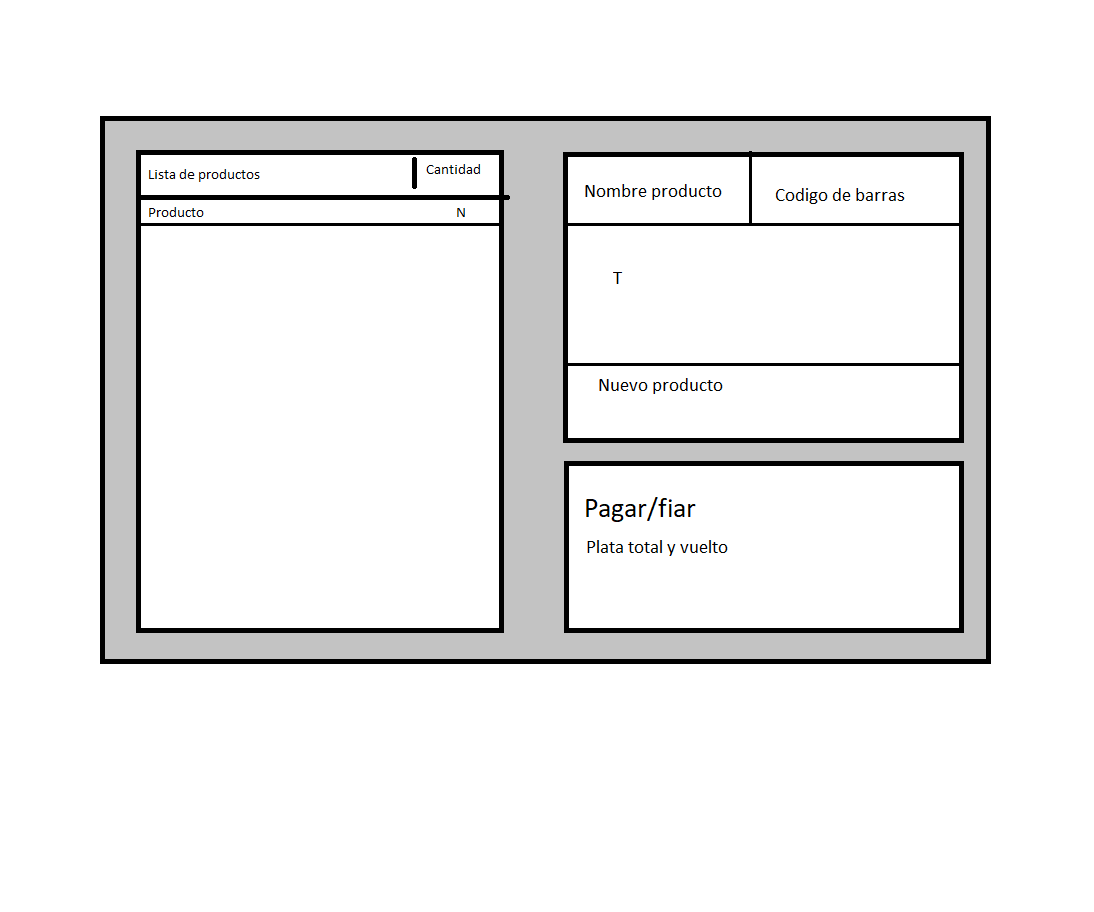 Lista de productos
Cantidad
Producto
N
Nombre producto
Codigo de barras
T
Nuevo producto
Pagar/fiar
Plata total y vuelto